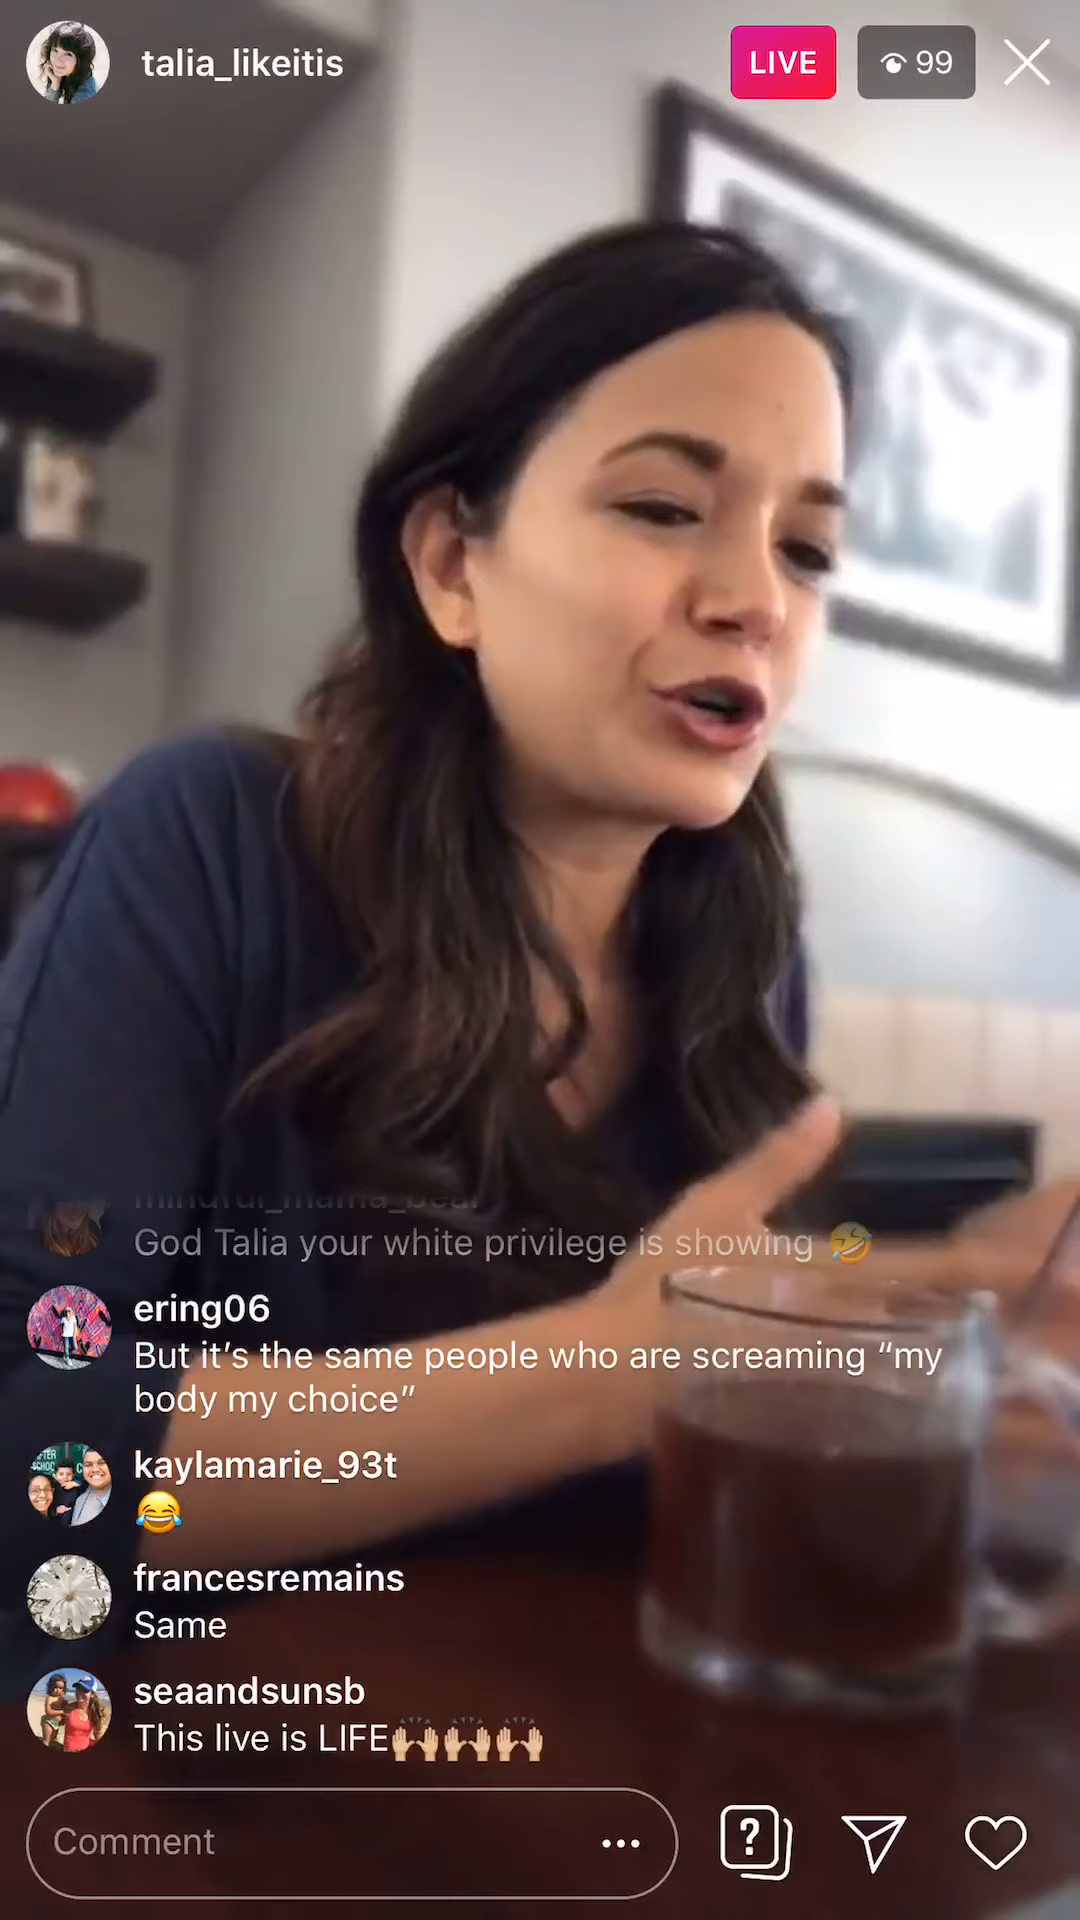 talia_likeitis
LIVE
99
mindful_mama_bear
God Talia your white privilege is showing 🤣
ering06
But it’s the same people who are screaming “my
body my choice”
kaylamarie_93t
😂
francesremains
Same
seaandsunsb
This live is LIFE🙌🏼🙌🏼🙌🏼
Comment